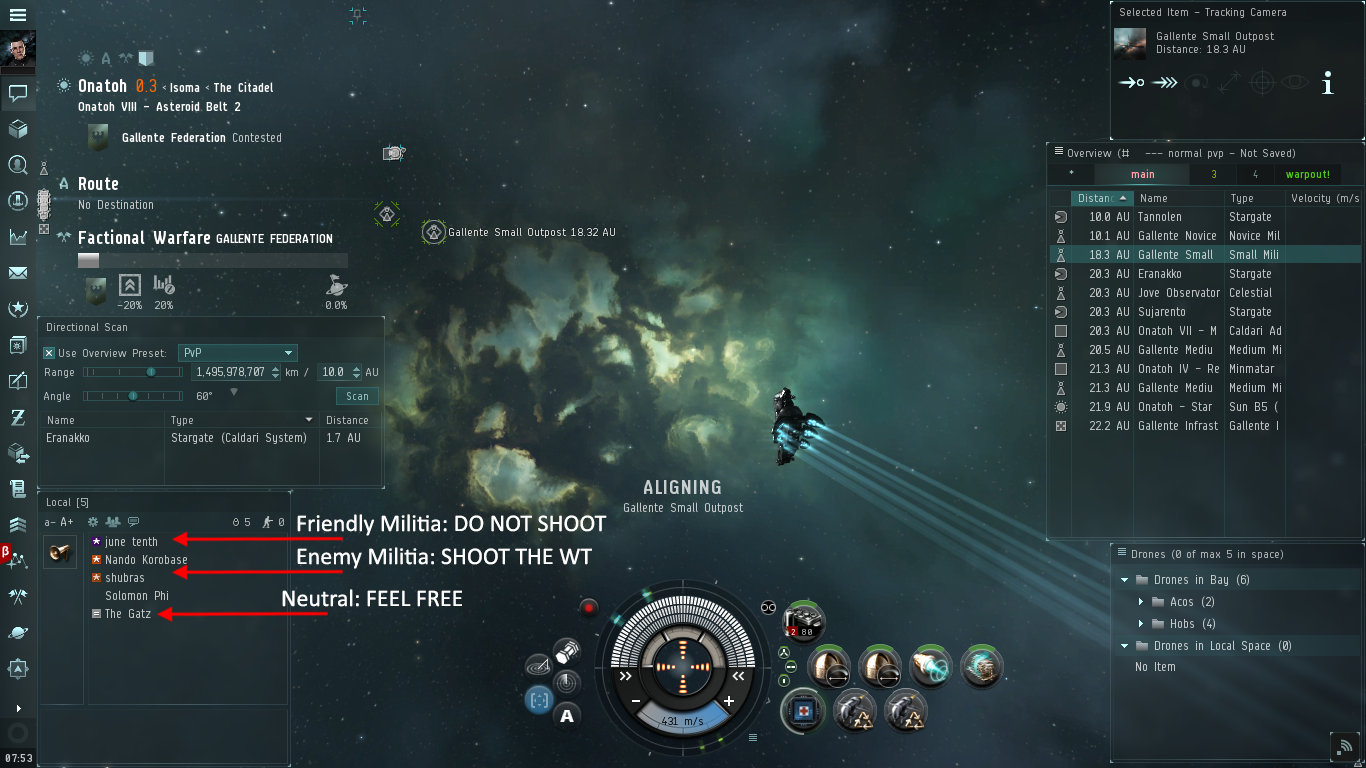 Onatoh 0.3 < Isoma < The Citadel
Onatoh VIII - Asteroid Belt 2
Gallente Federation Contested
Route
No Destination
Factional Warfare GALLENTE FEDERATION
-20% 20% 0.0%
Directional Scan
Use Overview Preset: PvP
Range 1,495,978,707 km / 10.0 AU
Angle 60° Scan
Name Type Distance
Eranakko Stargate (Caldari System) 1.7 AU
Local [5]
a- A+ 5 0
june tenth
Nando Korobase
shubras
Solomon Phi
The Gatz
Friendly Militia: DO NOT SHOOT
Enemy Militia: SHOOT THE WT
Neutral: FEEL FREE
β
07:53
Gallente Small Outpost 18.32 AU
ALIGNING
Gallente Small Outpost
431 m/s
A
2 80
Selected Item - Tracking Camera
Gallente Small Outpost
Distance: 18.3 AU
Overview (⌗ --- normal pvp - Not Saved)
* main 3 4 warpout!
Distanc Name Type Velocity (m/s
10.0 AU Tannolen Stargate
10.1 AU Gallente Novice Novice Mil
18.3 AU Gallente Small Small Mili
20.3 AU Eranakko Stargate
20.3 AU Jove Observator Celestial
20.3 AU Sujarento Stargate
20.3 AU Onatoh VII - M Caldari Ad
20.5 AU Gallente Mediu Medium Mi
21.3 AU Onatoh IV - Re Minmatar
21.3 AU Gallente Mediu Medium Mi
21.9 AU Onatoh - Star Sun B5 (
22.2 AU Gallente Infrast Gallente I
Drones (0 of max 5 in space)
Drones in Bay (6)
Acos (2)
Hobs (4)
Drones in Local Space (0)
No Item